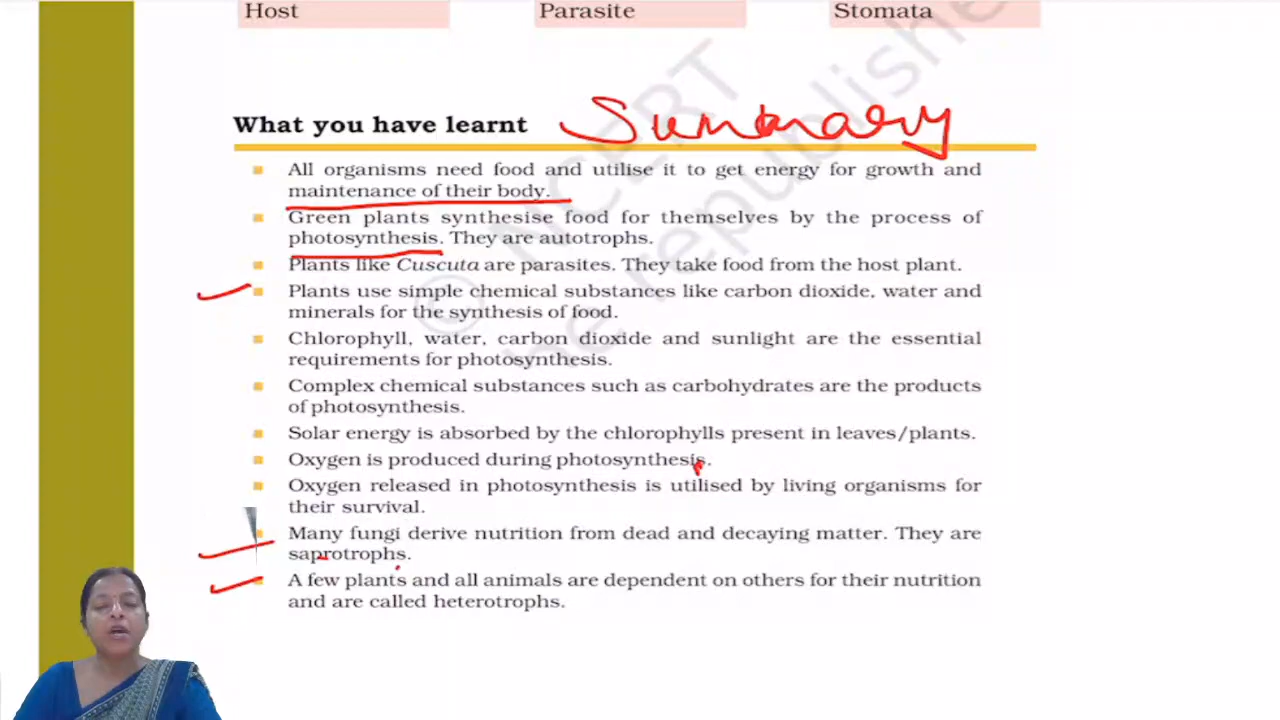 Host Parasite Stomata
What you have learnt Summary
All organisms need food and utilise it to get energy for growth and
maintenance of their body.
Green plants synthesise food for themselves by the process of
photosynthesis. They are autotrophs.
Plants like Cuscuta are parasites. They take food from the host plant.
Plants use simple chemical substances like carbon dioxide, water and
minerals for the synthesis of food.
Chlorophyll, water, carbon dioxide and sunlight are the essential
requirements for photosynthesis.
Complex chemical substances such as carbohydrates are the products
of photosynthesis.
Solar energy is absorbed by the chlorophylls present in leaves/plants.
Oxygen is produced during photosynthesis.
Oxygen released in photosynthesis is utilised by living organisms for
their survival.
Many fungi derive nutrition from dead and decaying matter. They are
saprotrophs.
A few plants and all animals are dependent on others for their nutrition
and are called heterotrophs.
© NCERT
be republishe